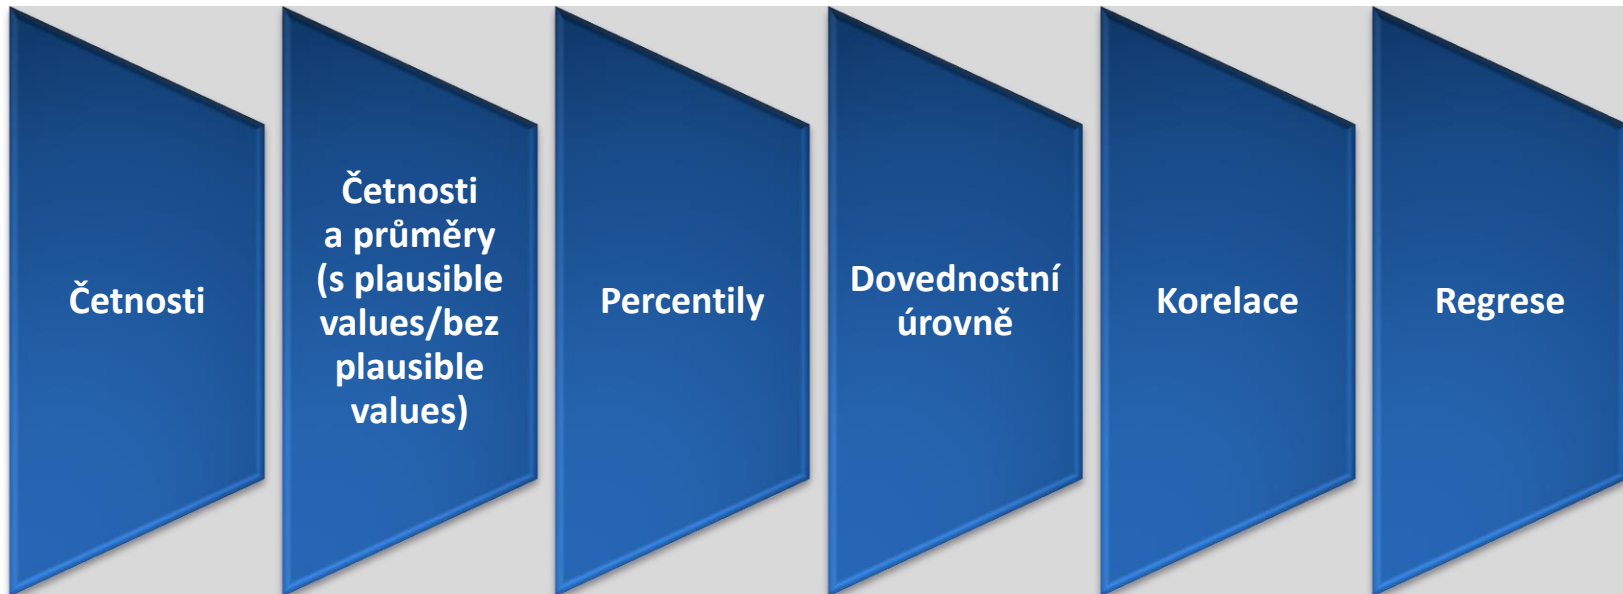 Četnosti
Četnosti
a průměry
(s plausible
values/bez
plausible
values)
Percentily
Dovednostní
úrovně
Korelace
Regrese